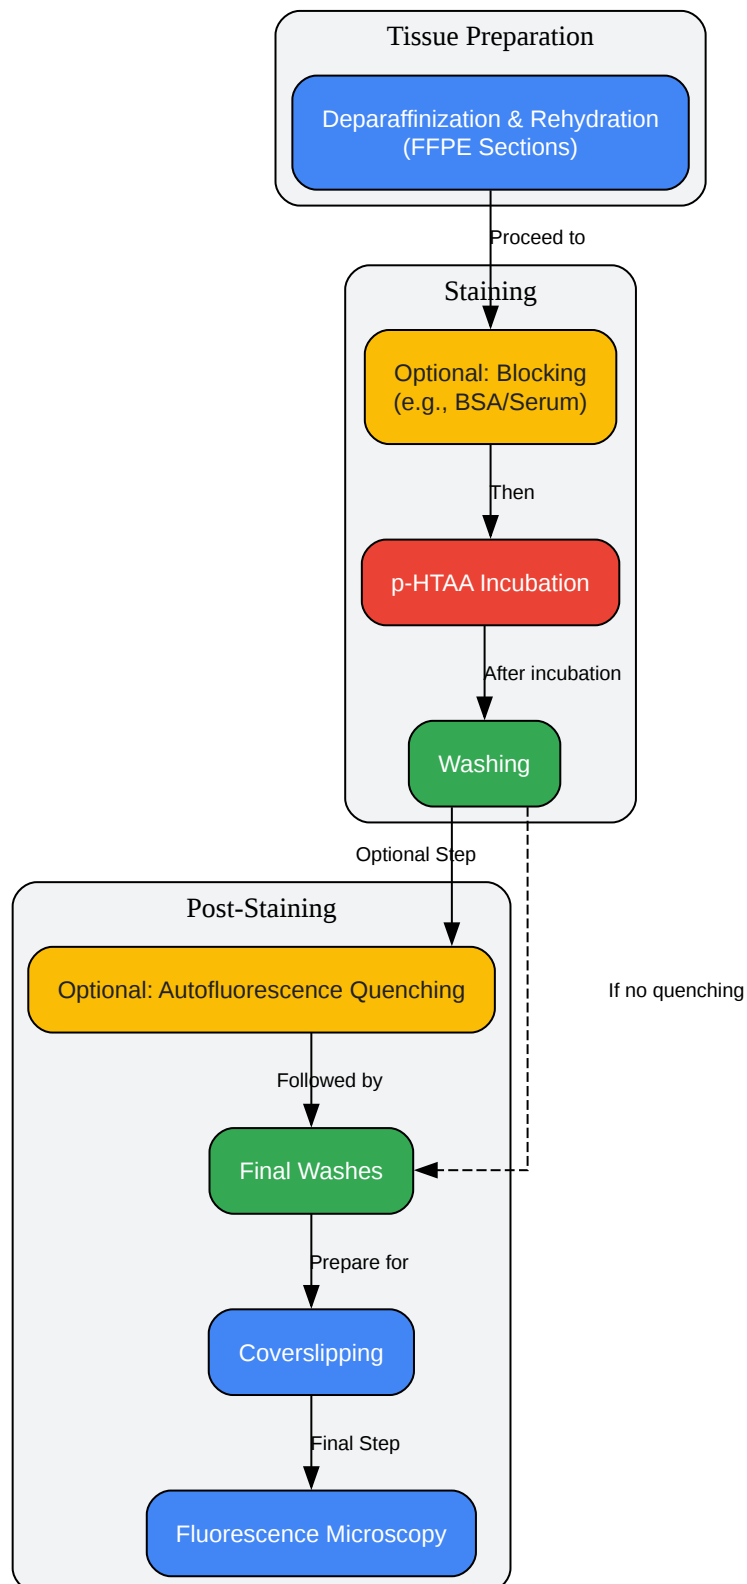 Tissue Preparation
Deparaffinization & Rehydration
(FFPE Sections)
Proceed to
Staining
Optional: Blocking
(e.g., BSA/Serum)
Then
p-HTAA Incubation
After incubation
Washing
Optional Step
Post-Staining
Optional: Autofluorescence Quenching
If no quenching
Followed by
Final Washes
Prepare for
Coverslipping
Final Step
Fluorescence Microscopy